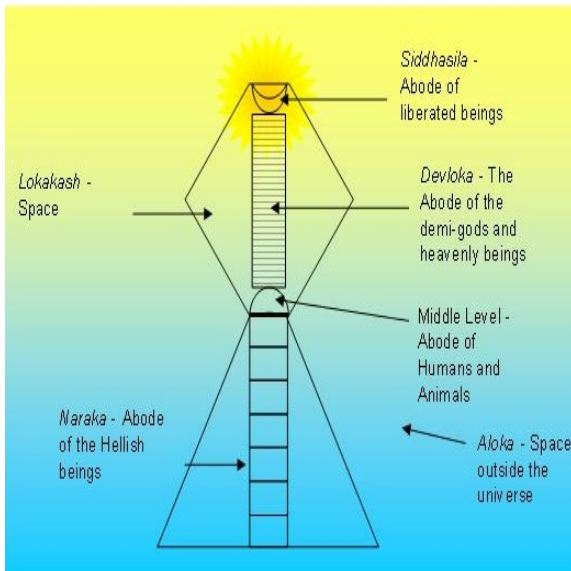 Siddhasila -
Abode of
liberated beings
Lokakash -
Space
Devloka - The
Abode of the
demi-gods and
heavenly beings
Middle Level -
Abode of
Humans and
Animals
Naraka - Abode
of the Hellish
beings
Aloka - Space
outside the
universe